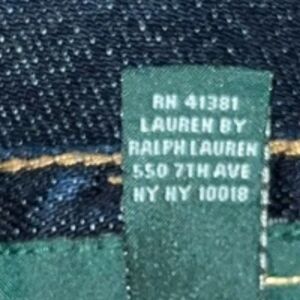 RN 41381
LAUREN BY
RALPH LAUREN
550 7TH AVE
NY NY 10018